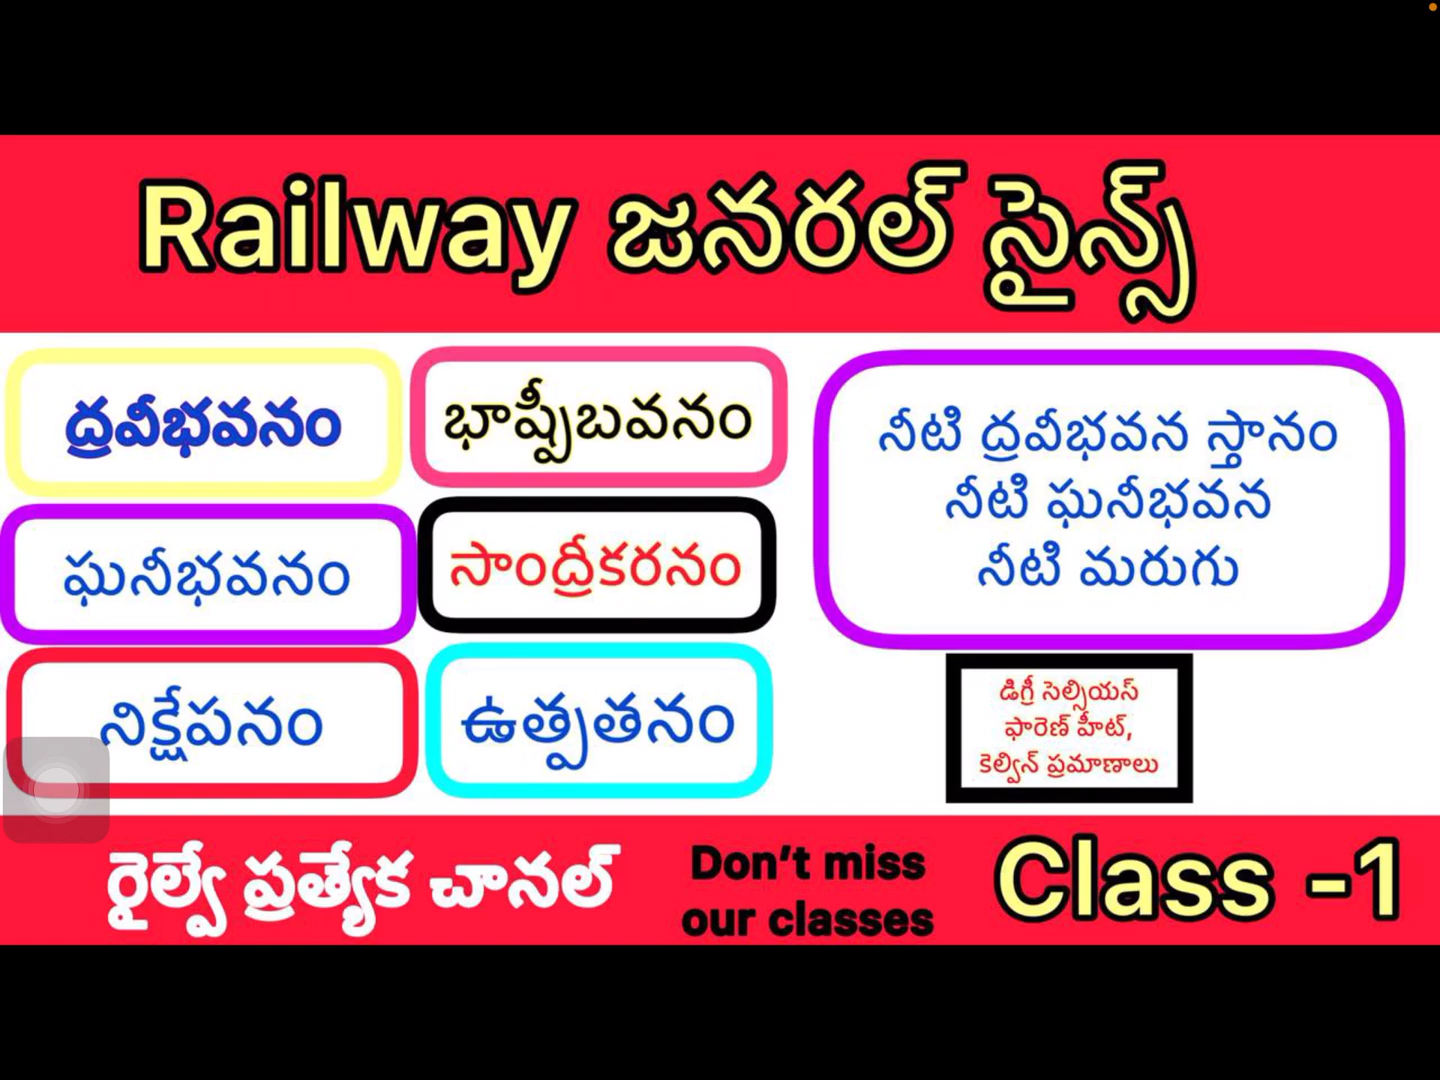 Railway జనరల్ సైన్స్
ద్రవీభవనం
భాష్పీబవనం
ఘనీభవనం
సాంద్రీకరనం
నిక్షేపనం
ఉత్పతనం
నీటి ద్రవీభవన స్తానం
నీటి ఘనీభవన
నీటి మరుగు
డిగ్రీ సెల్సియస్
ఫారెణ్ హీట్,
కెల్విన్ ప్రమాణాలు
రైల్వే ప్రత్యేక చానల్
Don't miss
our classes
Class -1